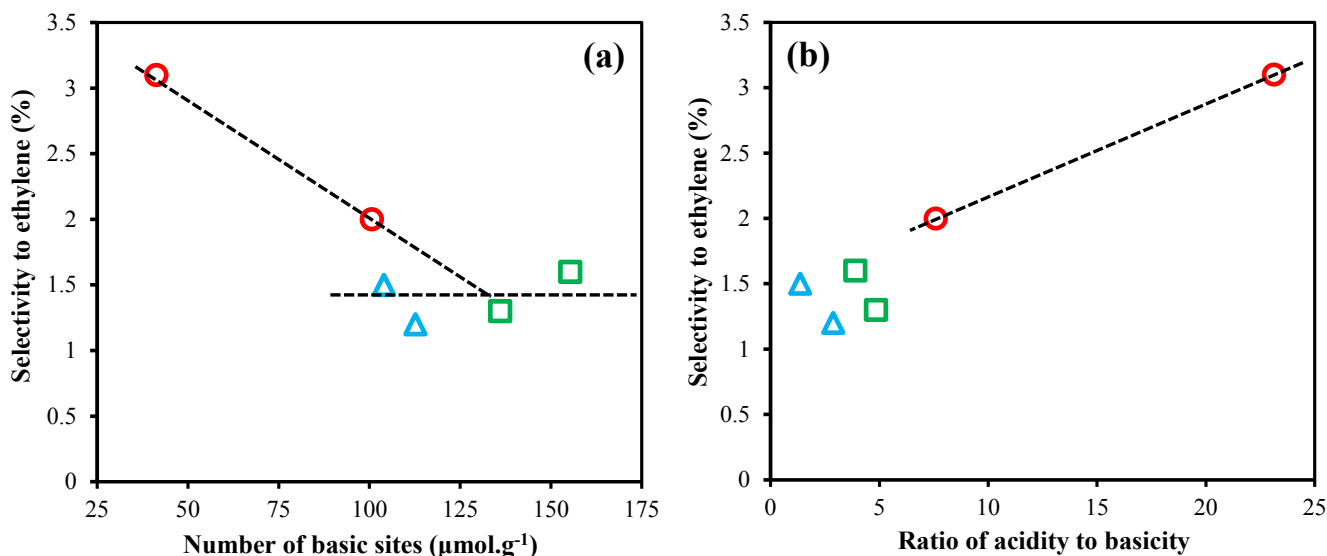 (a)
Selectivity to ethylene (%)
3.5
3
2.5
2
1.5
1
0.5
0
25 50 75 100 125 150 175
Number of basic sites (µmol.g⁻¹)
(b)
Selectivity to ethylene (%)
3.5
3
2.5
2
1.5
1
0.5
0
0 5 10 15 20 25
Ratio of acidity to basicity